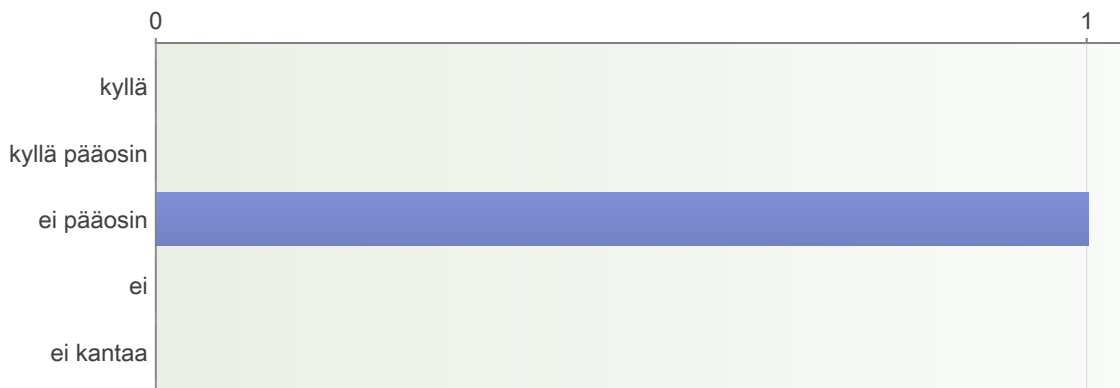 0 1
kyllä
kyllä pääosin
ei pääosin
ei
ei kantaa